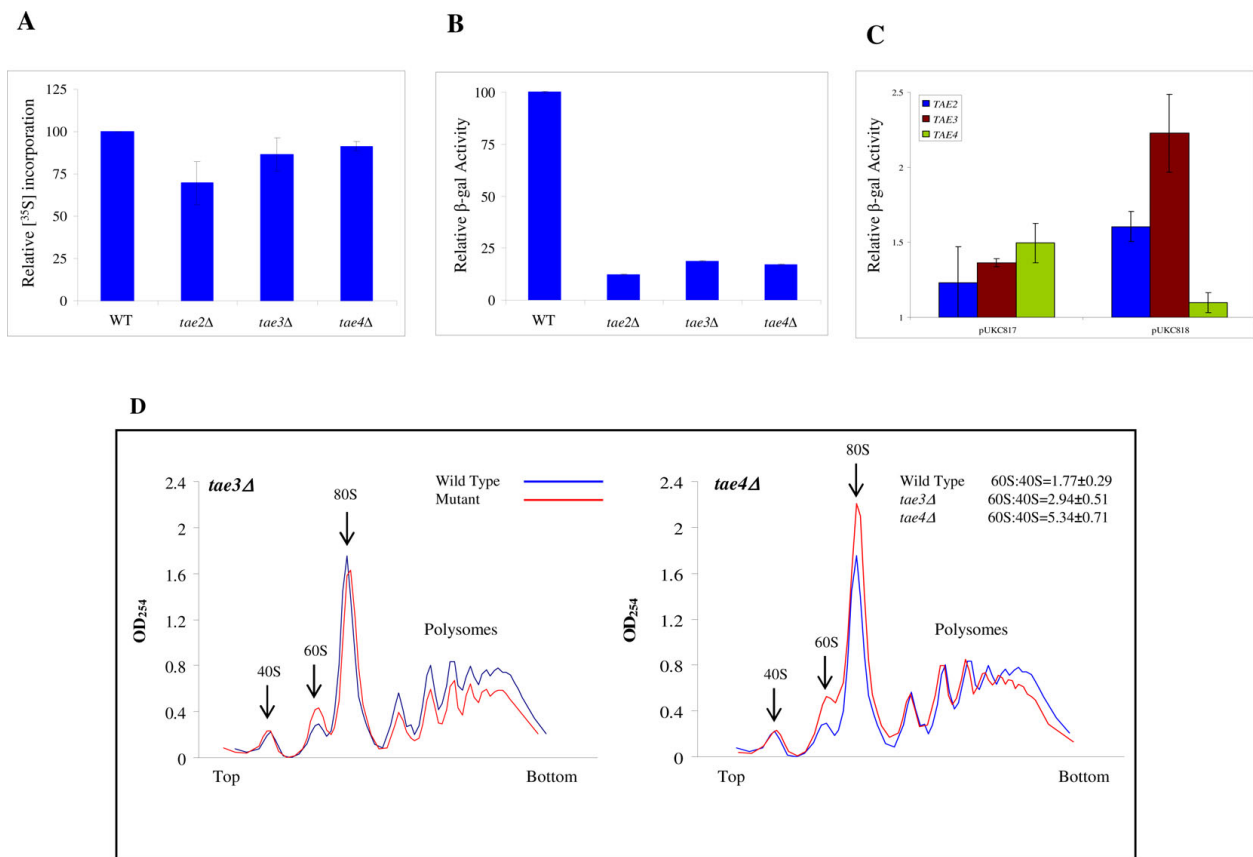 A
Relative [³⁵S] incorporation
125
100
75
50
25
0
WT
tae2Δ
tae3Δ
tae4Δ
B
Relative β-gal Activity
100
75
50
25
0
WT
tae2Δ
tae3Δ
tae4Δ
C
Relative β-gal Activity
2.5
2
1.5
1
TAE2
TAE3
TAE4
pUKC817
pUKC818
D
tae3Δ
Wild Type
Mutant
OD₂₅₄
2.4
2
1.6
1.2
0.8
0.4
0
40S
60S
80S
Polysomes
Top
Bottom
tae4Δ
Wild Type 60S:40S=1.77±0.29
tae3Δ 60S:40S=2.94±0.51
tae4Δ 60S:40S=5.34±0.71
OD₂₅₄
2.4
2
1.6
1.2
0.8
0.4
0
40S
60S
80S
Polysomes
Top
Bottom